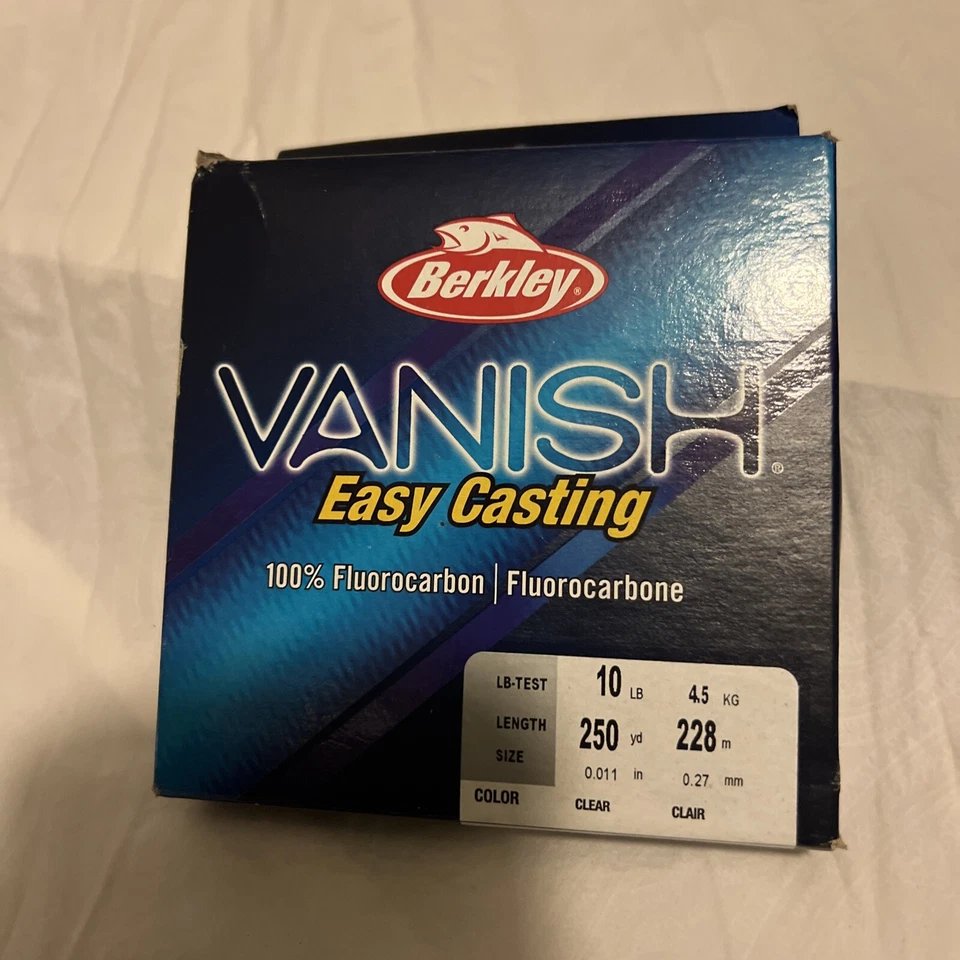 Berkley®
VANISH®
Easy Casting
100% Fluorocarbon | Fluorocarbone
LB-TEST 10 LB 4.5 KG
LENGTH 250 yd 228 m
SIZE 0.011 in 0.27 mm
COLOR CLEAR CLAIR